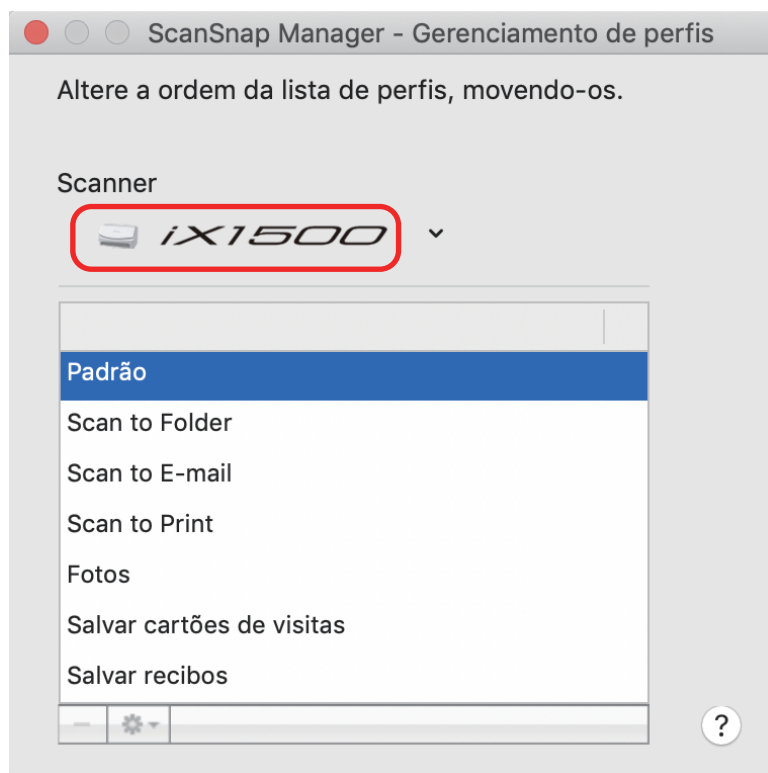 ScanSnap Manager - Gerenciamento de perfis
Altere a ordem da lista de perfis, movendo-os.
Scanner
iX1500
Padrão
Scan to Folder
Scan to E-mail
Scan to Print
Fotos
Salvar cartões de visitas
Salvar recibos
?